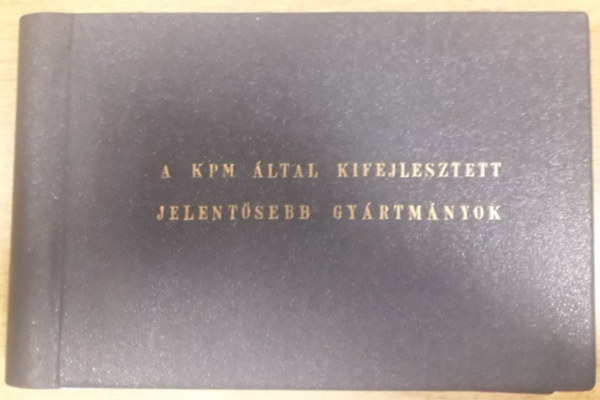 A KPM ÁLTAL KIFEJLESZTETT
JELENTŐSEBB GYÁRTMÁNYOK